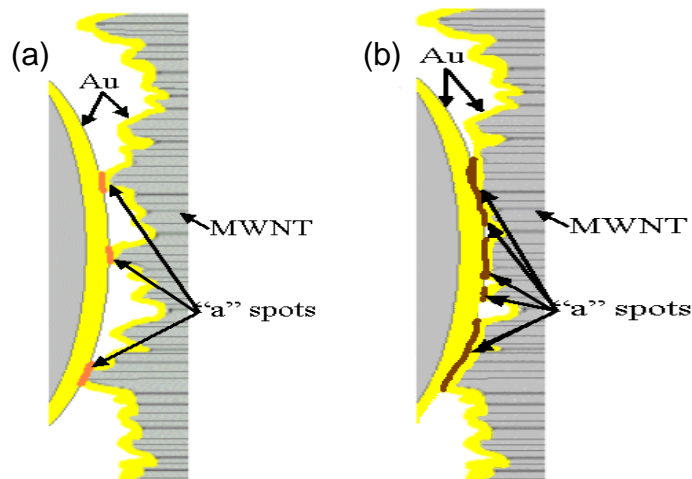 (a)
Au
MWNT
“a” spots
(b)
Au
MWNT
“a” spots